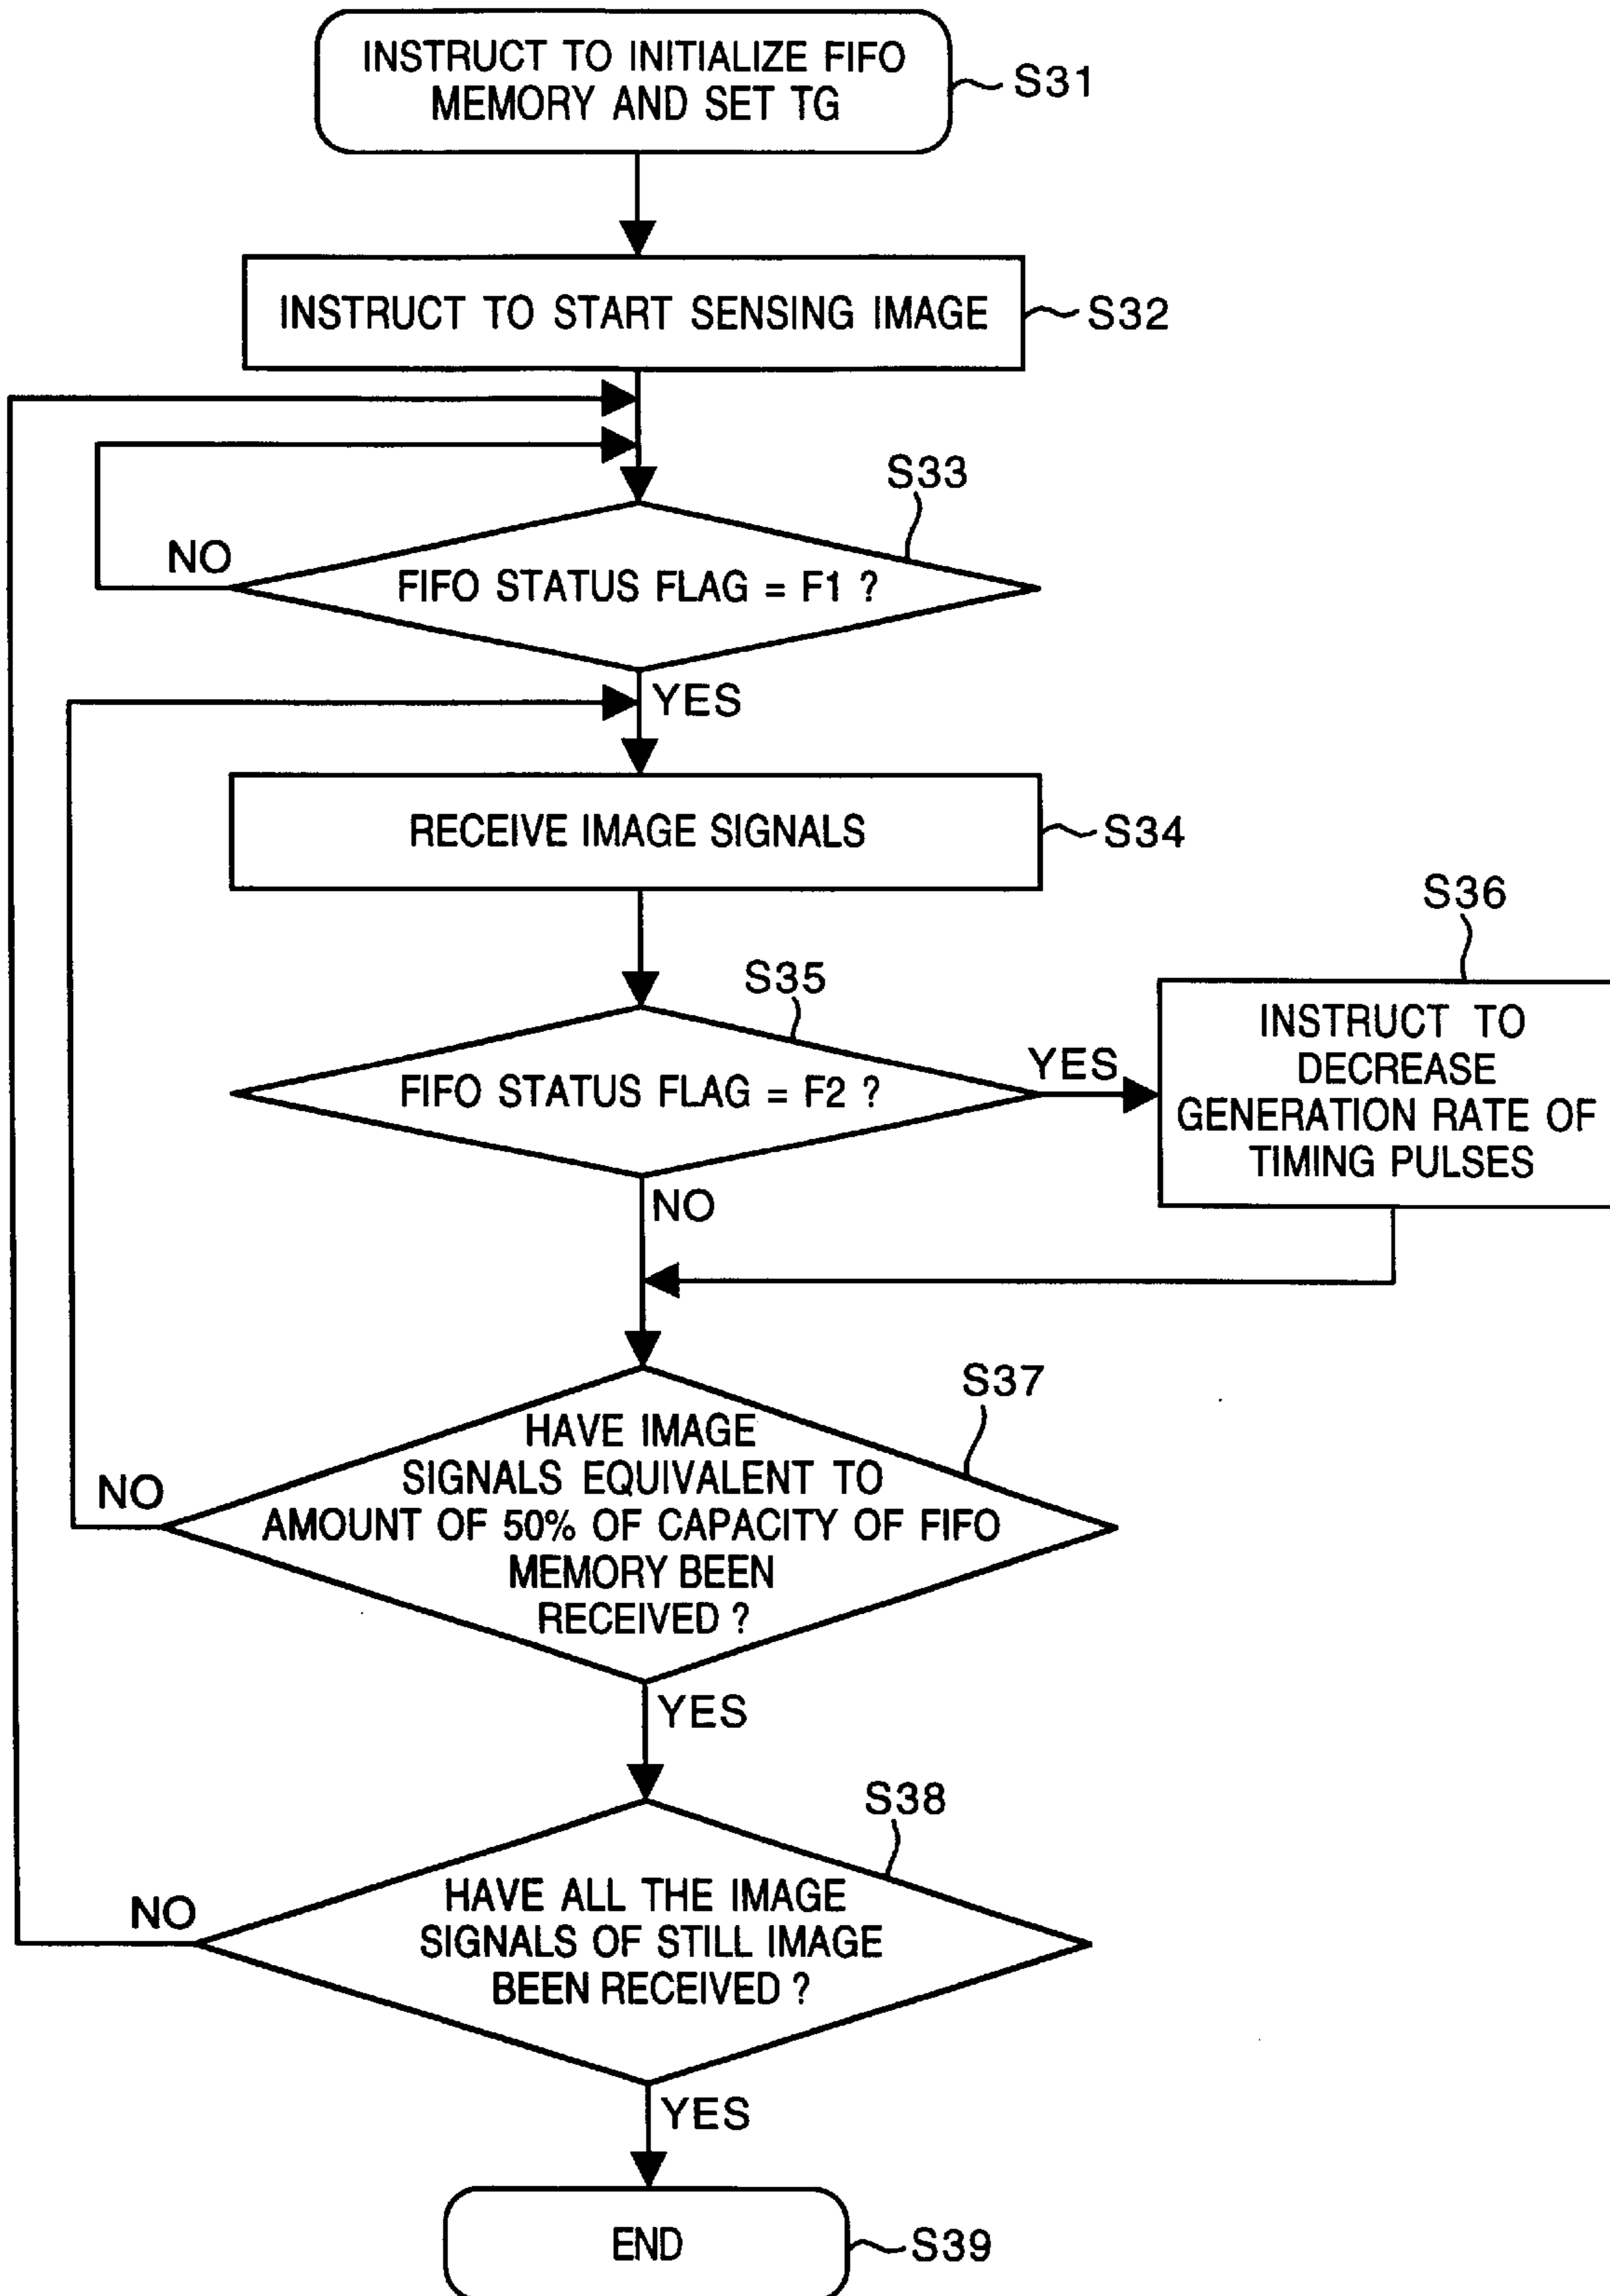 INSTRUCT TO INITIALIZE FIFO
MEMORY AND SET TG
S31
INSTRUCT TO START SENSING IMAGE
S32
S33
NO
FIFO STATUS FLAG = F1 ?
YES
RECEIVE IMAGE SIGNALS
S34
S36
S35
INSTRUCT TO
DECREASE
GENERATION RATE OF
TIMING PULSES
YES
FIFO STATUS FLAG = F2 ?
NO
S37
HAVE IMAGE
SIGNALS EQUIVALENT TO
AMOUNT OF 50% OF CAPACITY OF FIFO
MEMORY BEEN
RECEIVED ?
NO
YES
S38
HAVE ALL THE IMAGE
SIGNALS OF STILL IMAGE
BEEN RECEIVED ?
NO
YES
END
S39